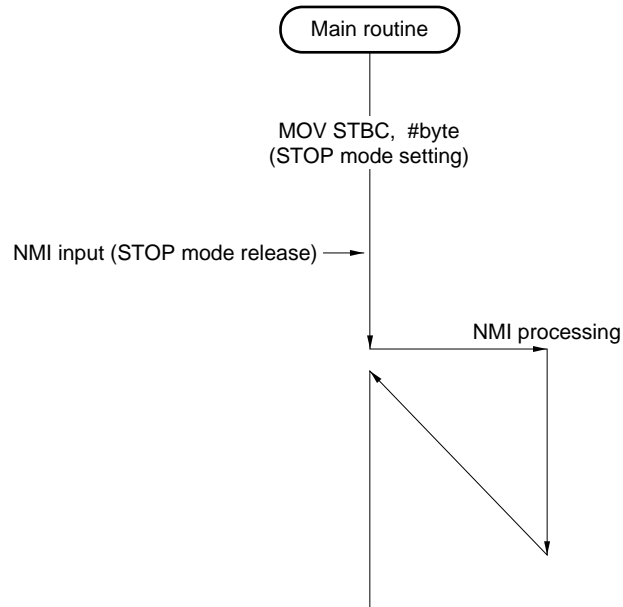 Main routine
MOV STBC, #byte
(STOP mode setting)
NMI input (STOP mode release)
NMI processing